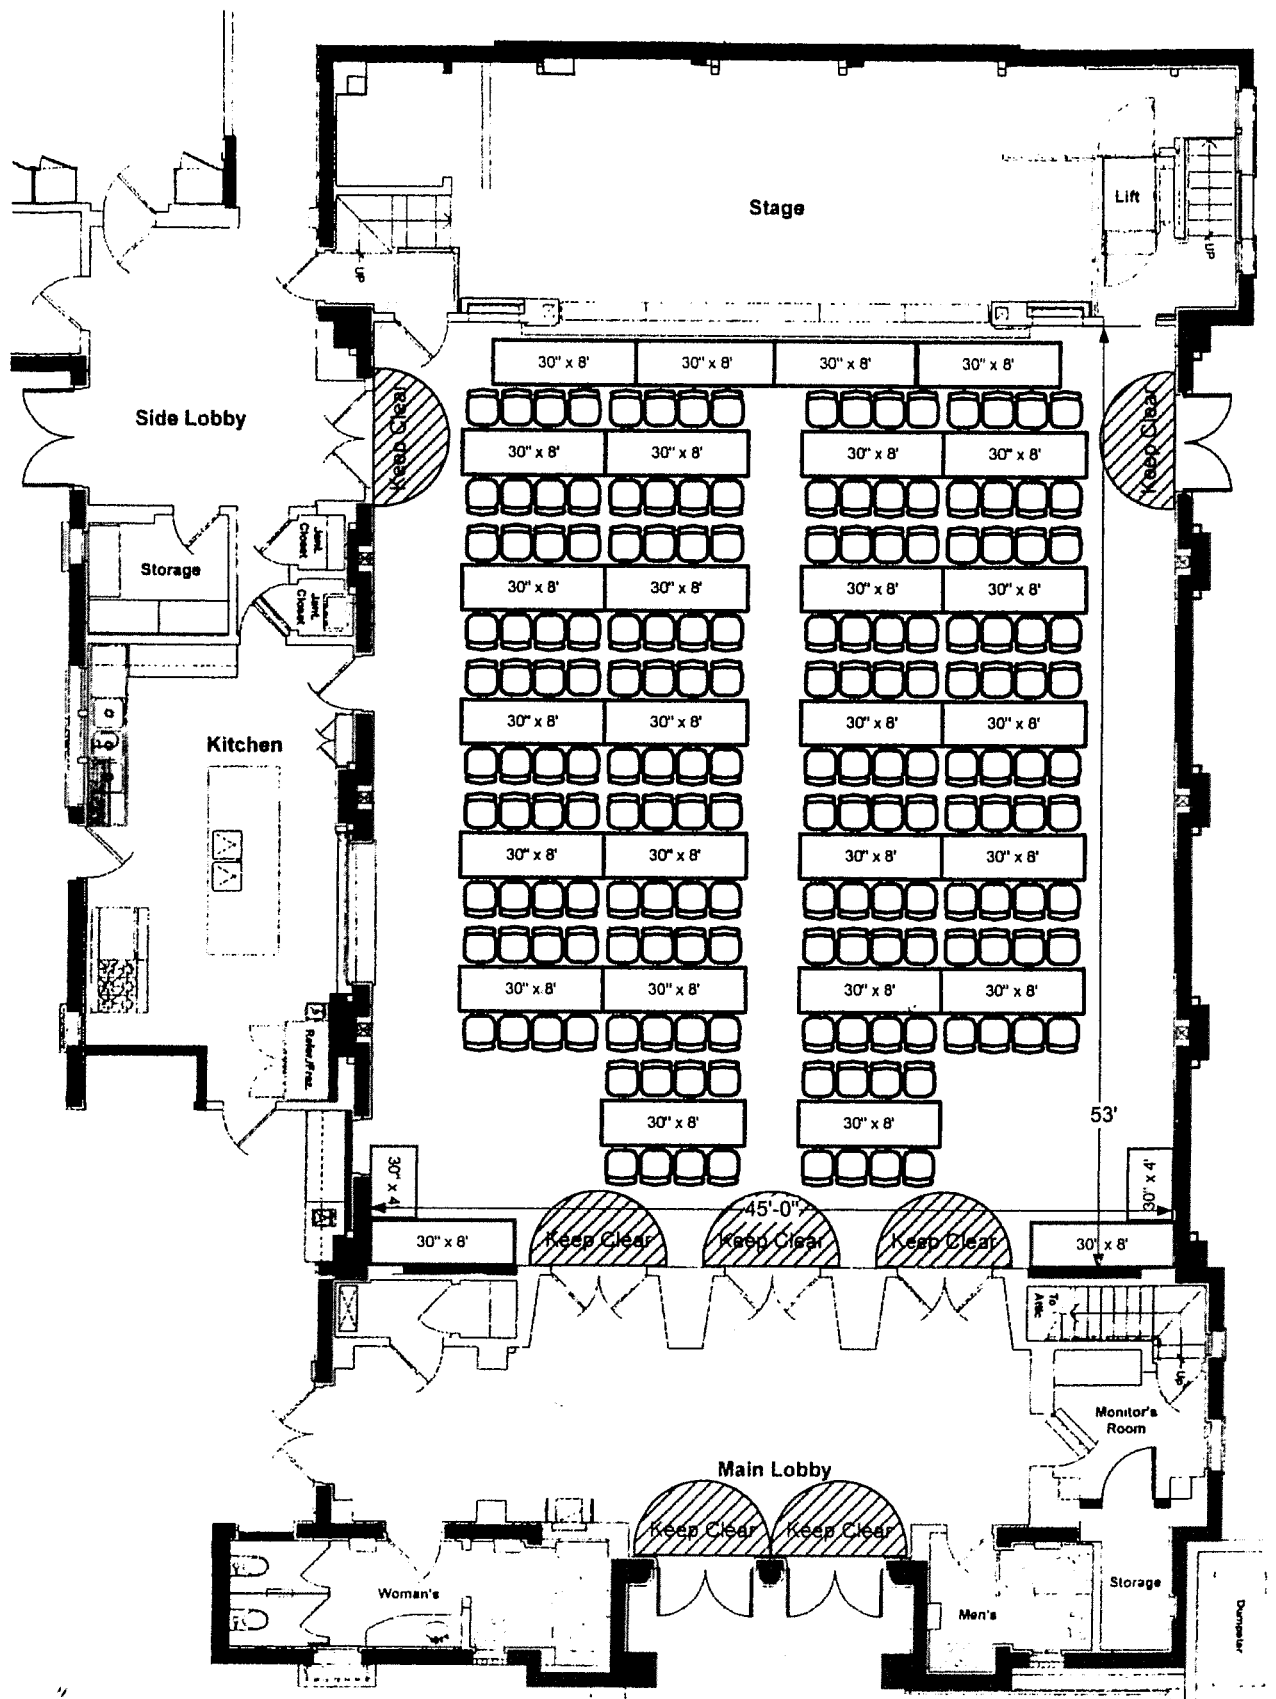 Stage
Lift
UP
UP
30" x 8' 30" x 8' 30" x 8' 30" x 8'
Side Lobby
Keep Clear
Keep Clear
30" x 8' 30" x 8' 30" x 8' 30" x 8'
Janit. Closet
Storage
30" x 8' 30" x 8' 30" x 8' 30" x 8'
Janit. Closet
30" x 8' 30" x 8' 30" x 8' 30" x 8'
Kitchen
30" x 8' 30" x 8' 30" x 8' 30" x 8'
30" x 8' 30" x 8' 30" x 8' 30" x 8'
30" x 8' 30" x 8'
53'
30" x 4'
30" x 4'
45'-0"
30" x 8' Keep Clear Keep Clear Keep Clear 30' x 8'
To Attic
Up
Monitor's
Room
Main Lobby
Keep Clear Keep Clear
Woman's
Men's
Storage
Dumpster